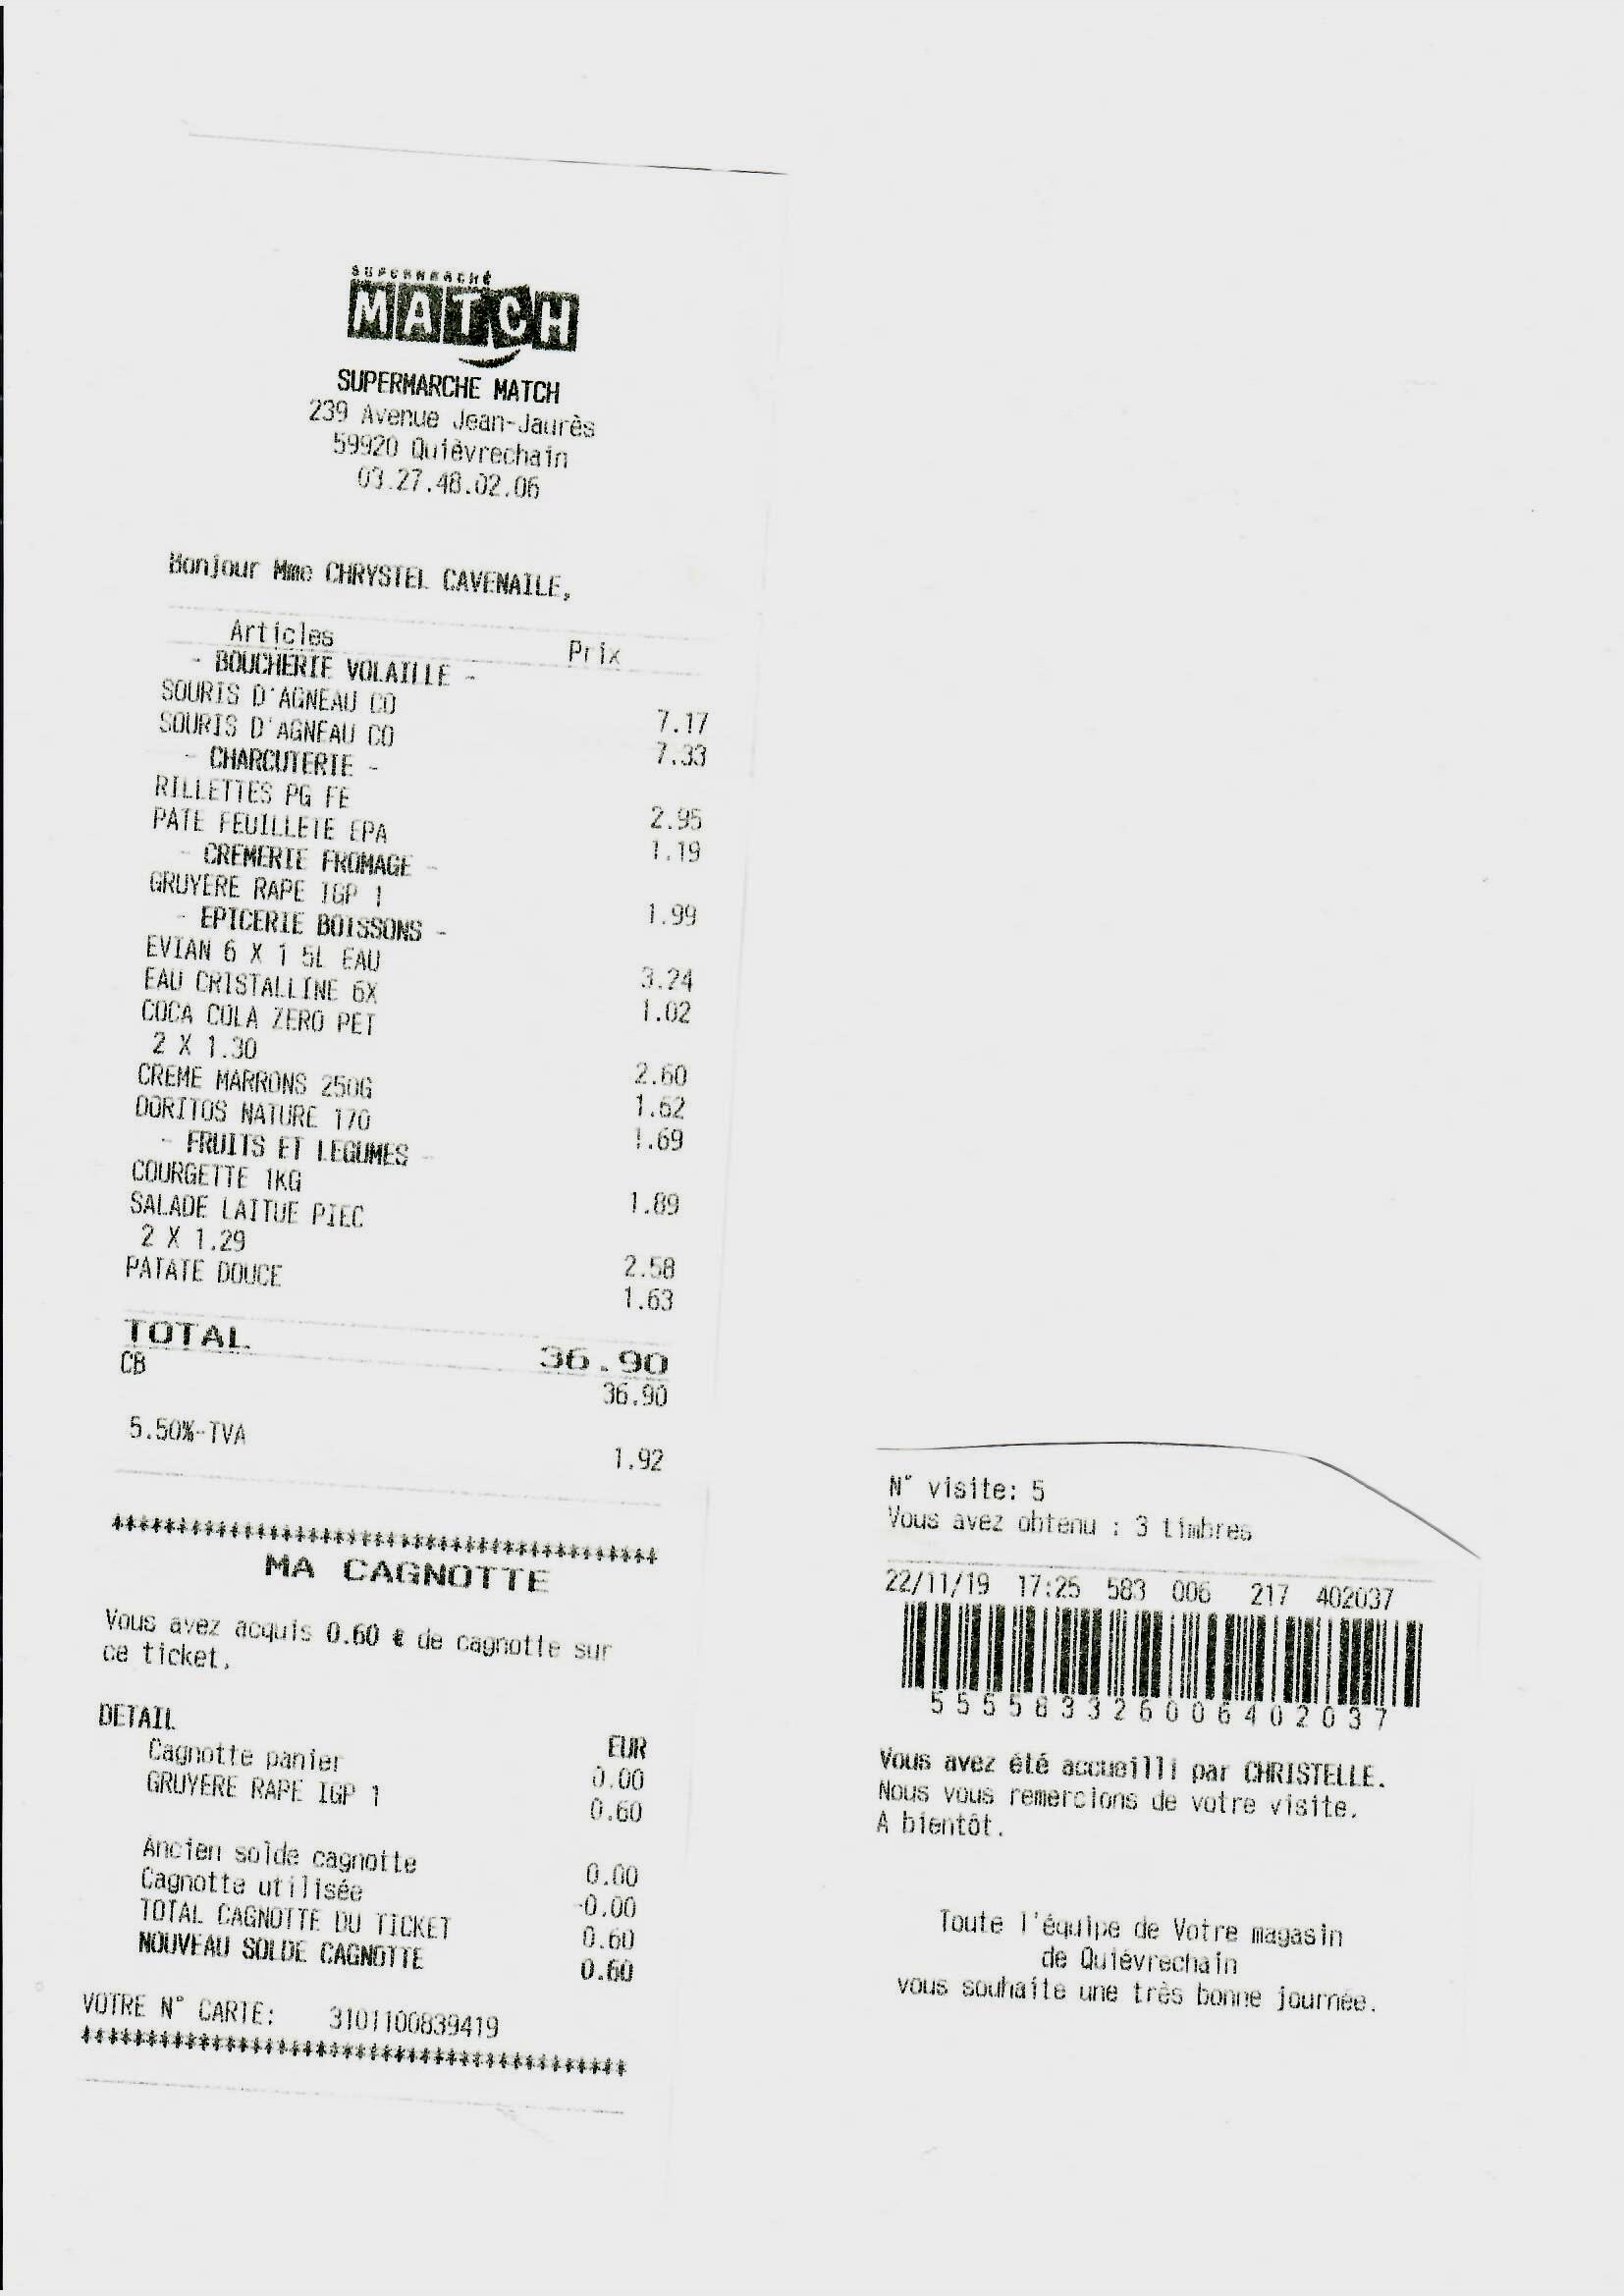 SUPERMARCHÉ
MATCH
SUPERMARCHE MATCH
239 Avenue Jean-Jaurès
59920 Quiévrechain
03.27.48.02.06
Bonjour Mme CHRYSTEL CAVENAILE,
Articles Prix
- BOUCHERIE VOLAILLE -
SOURIS D'AGNEAU CO 7.17
SOURIS D'AGNEAU CO 7.33
- CHARCUTERIE -
RILLETTES PG FE 2.95
PATE FEUILLETE EPA 1.19
- CREMERIE FROMAGE -
GRUYERE RAPE IGP 1 1.99
- EPICERIE BOISSONS -
EVIAN 6 X 1 5L EAU 3.24
EAU CRISTALLINE 6X 1.02
COCA COLA ZERO PET
2 X 1.30 2.60
CREME MARRONS 250G 1.62
DORITOS NATURE 170 1.69
- FRUITS ET LEGUMES -
COURGETTE 1KG 1.89
SALADE LAITUE PIEC
2 X 1.29 2.58
PATATE DOUCE 1.63
TOTAL 36.90
CB 36.90
5.50%-TVA 1.92
******************************************
MA CAGNOTTE
Vous avez acquis 0.60 € de cagnotte sur
ce ticket.
DETAIL EUR
Cagnotte panier 0.00
GRUYERE RAPE IGP 1 0.60
Ancien solde cagnotte 0.00
Cagnotte utilisée -0.00
TOTAL CAGNOTTE DU TICKET 0.60
NOUVEAU SOLDE CAGNOTTE 0.60
VOTRE N° CARTE: 3101100839419
******************************************
N° visite: 5
Vous avez obtenu : 3 timbres
22/11/19 17:25 583 006 217 402037
555583326006402037
Vous avez été accueilli par CHRISTELLE.
Nous vous remercions de votre visite.
A bientôt.
Toute l'équipe de Votre magasin
de Quiévrechain
vous souhaite une très bonne journée.